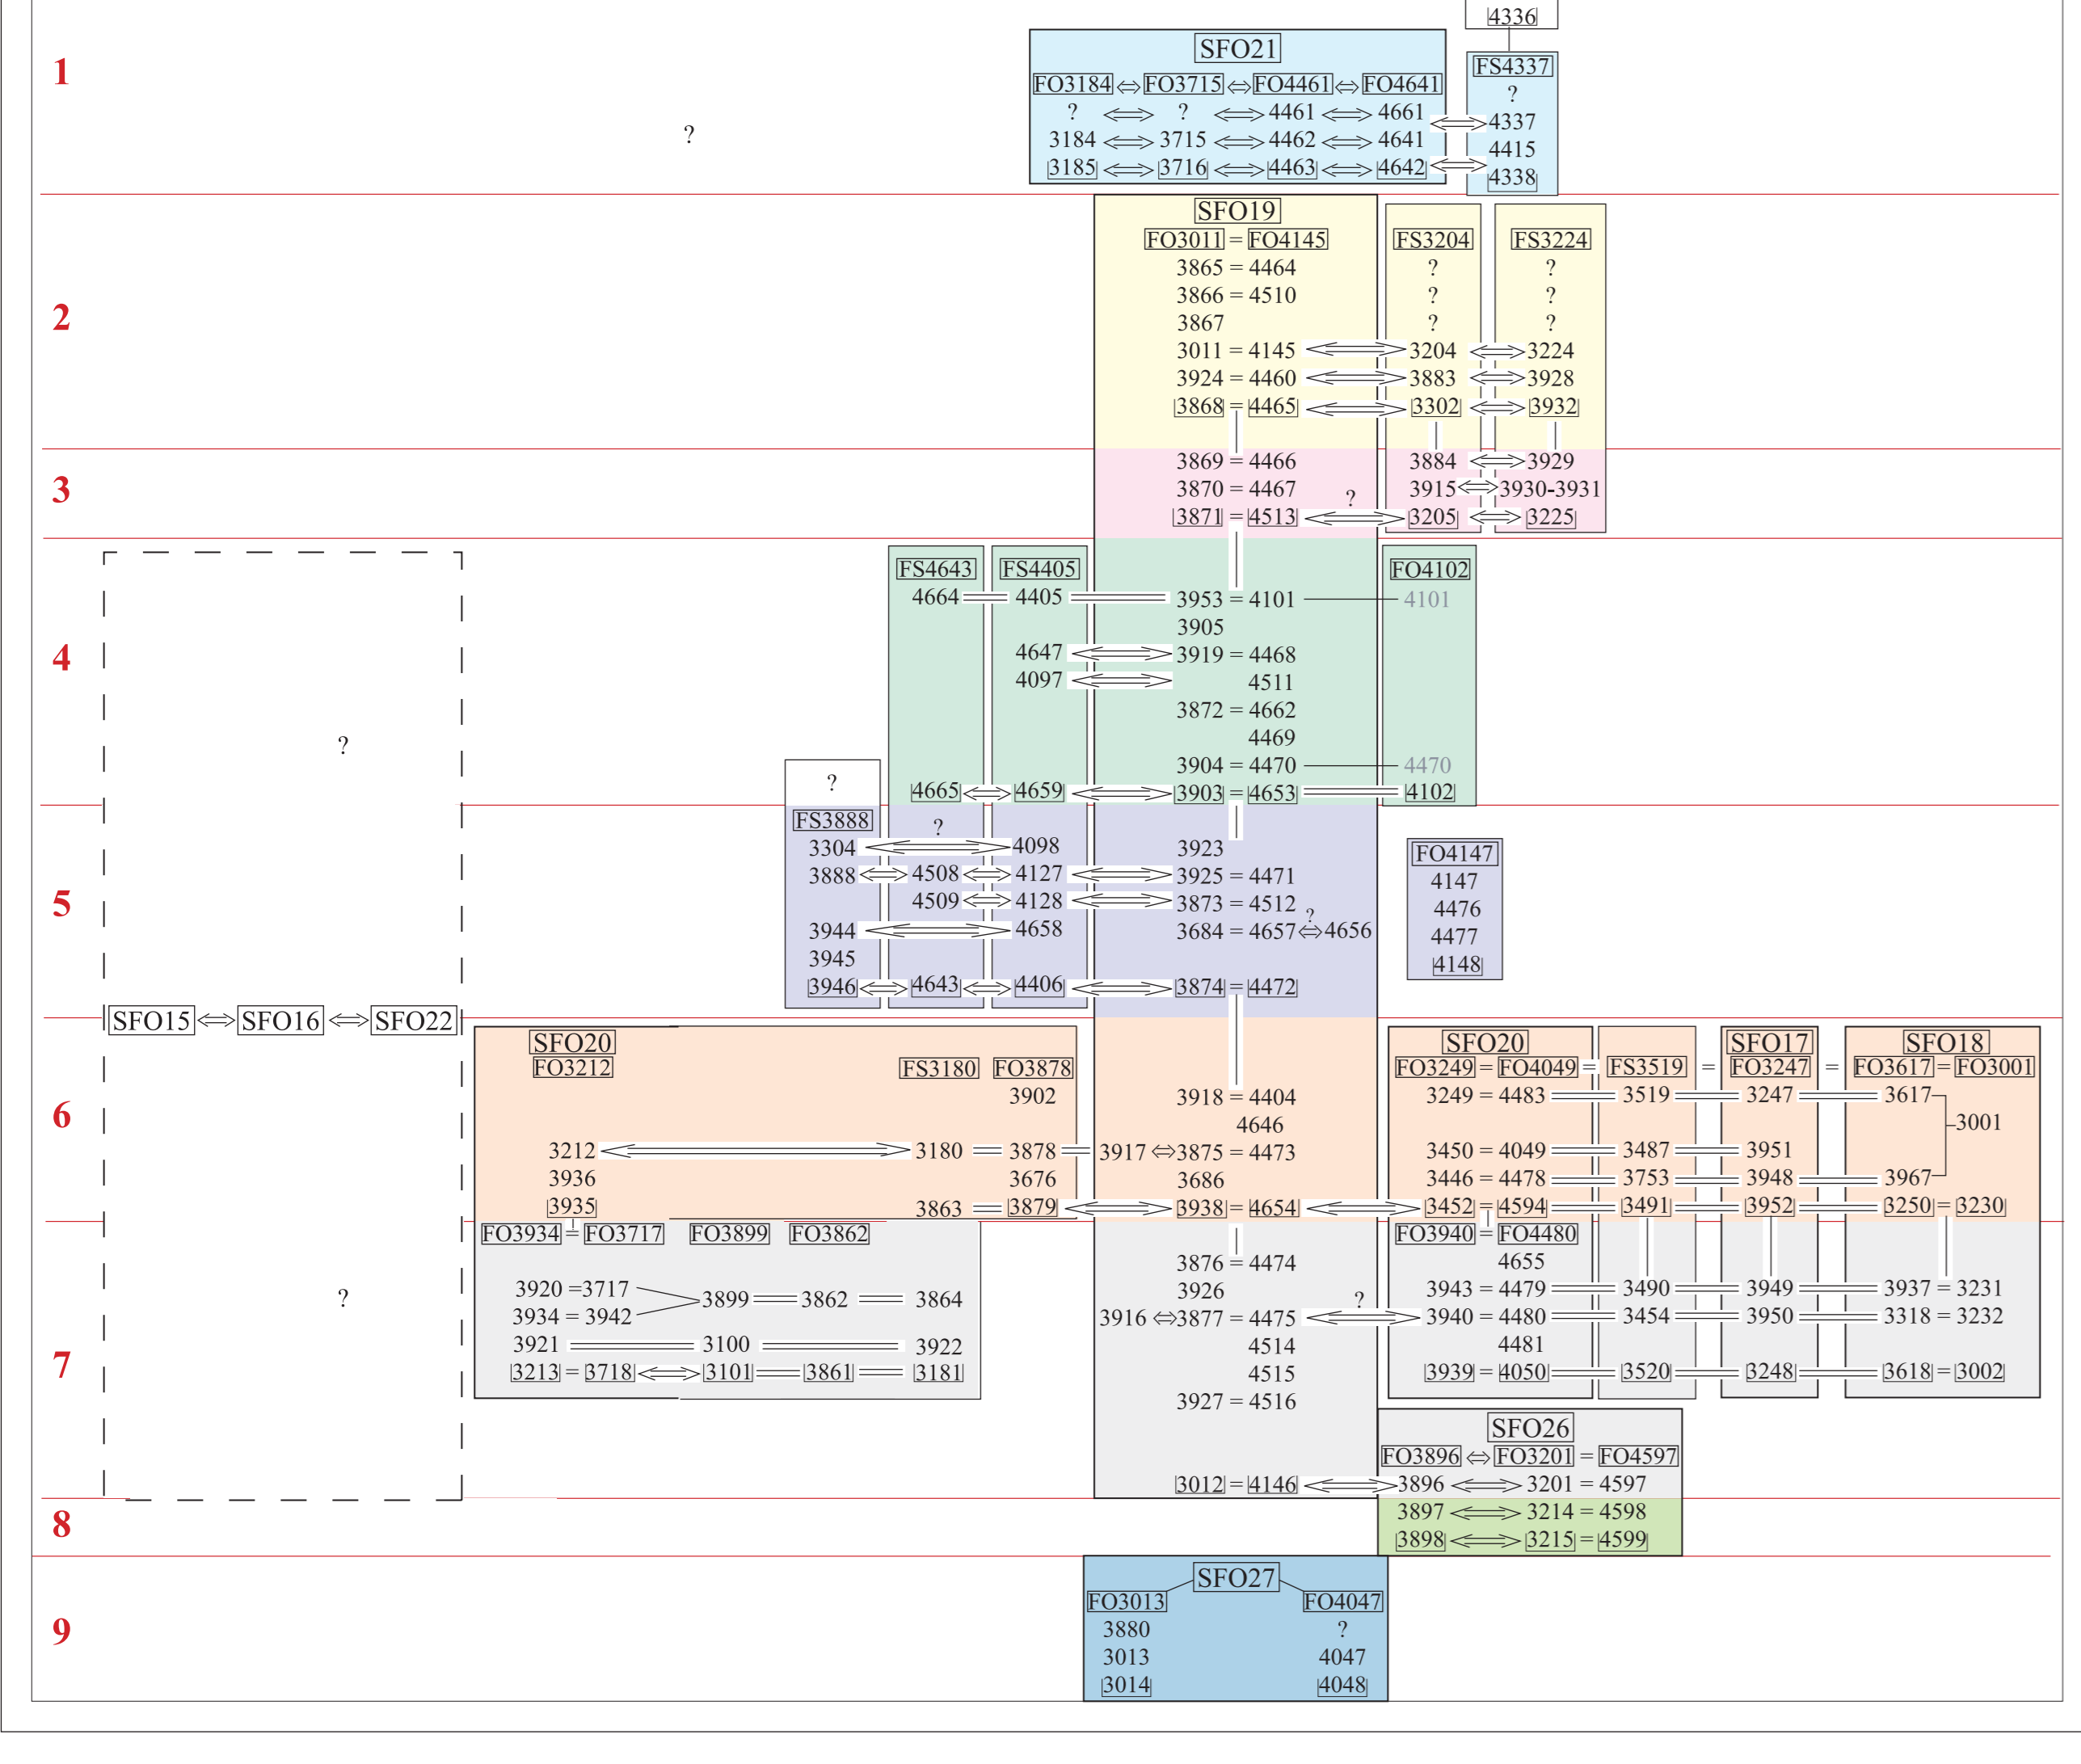 4336
1
SFO21
FS4337
FO3184 ⇔ FO3715 ⇔ FO4461 ⇔ FO4641
?
? ⇔ ? ⇔ 4461 ⇔ 4661
⇔ 4337
?
3184 ⇔ 3715 ⇔ 4462 ⇔ 4641
4415
3185 ⇔ 3716 ⇔ 4463 ⇔ 4642 ⇔
4338
2
SFO19
FO3011 = FO4145 FS3204 FS3224
3865 = 4464 ? ?
3866 = 4510 ? ?
3867 ? ?
3011 = 4145 ⇔ 3204 ⇔ 3224
3924 = 4460 ⇔ 3883 ⇔ 3928
3868 = 4465 ⇔ 3302 ⇔ 3932
3
3869 = 4466 3884 ⇔ 3929
3870 = 4467 3915 ⇔ 3930-3931
3871 = 4513 ? ⇔ 3205 ⇔ 3225
4
FS4643 FS4405 FO4102
4664 = 4405 = 3953 = 4101 — 4101
3905
4647 ⇔ 3919 = 4468
4097 ⇔ 4511
3872 = 4662
?
4469
3904 = 4470 — 4470
?
4665 ⇔ 4659 ⇔ 3903 = 4653 = 4102
5
FS3888
3304 ? ⇔ 4098 3923
FO4147
3888 ⇔ 4508 ⇔ 4127 ⇔ 3925 = 4471
4147
4509 ⇔ 4128 ⇔ 3873 = 4512
4476
3944 ⇔ 4658 3684 = 4657 ? ⇔ 4656
4477
3945
4148
3946 ⇔ 4643 ⇔ 4406 ⇔ 3874 = 4472
SFO15 ⇔ SFO16 ⇔ SFO22
6
SFO20 SFO20 SFO17 SFO18
FO3212 FS3180 FO3878 FO3249 = FO4049 = FS3519 = FO3247 = FO3617 = FO3001
3902 3918 = 4404 3249 = 4483 = 3519 = 3247 = 3617
4646 3001
3212 ⇔ 3180 = 3878 = 3917 ⇔ 3875 = 4473 3450 = 4049 = 3487 = 3951
3936 3676 3686 3446 = 4478 = 3753 = 3948 = 3967
3935 3863 = 3879 ⇔ 3938 = 4654 ⇔ 3452 = 4594 = 3491 = 3952 = 3250 = 3230
7
FO3934 = FO3717 FO3899 FO3862 FO3940 = FO4480
3876 = 4474 4655
3920 =3717 3926 3943 = 4479 = 3490 = 3949 = 3937 = 3231
? 3899 = 3862 = 3864
3934 = 3942 3916 ⇔ 3877 = 4475 ? ⇔ 3940 = 4480 = 3454 = 3950 = 3318 = 3232
3921 = 3100 = 3922 4514 4481
3213 = 3718 ⇔ 3101 = 3861 = 3181 4515 3939 = 4050 = 3520 = 3248 = 3618 = 3002
3927 = 4516
SFO26
FO3896 ⇔ FO3201 = FO4597
3012 = 4146 ⇔ 3896 ⇔ 3201 = 4597
8
3897 ⇔ 3214 = 4598
3898 ⇔ 3215 = 4599
9
SFO27
FO3013 FO4047
3880 ?
3013 4047
3014 4048